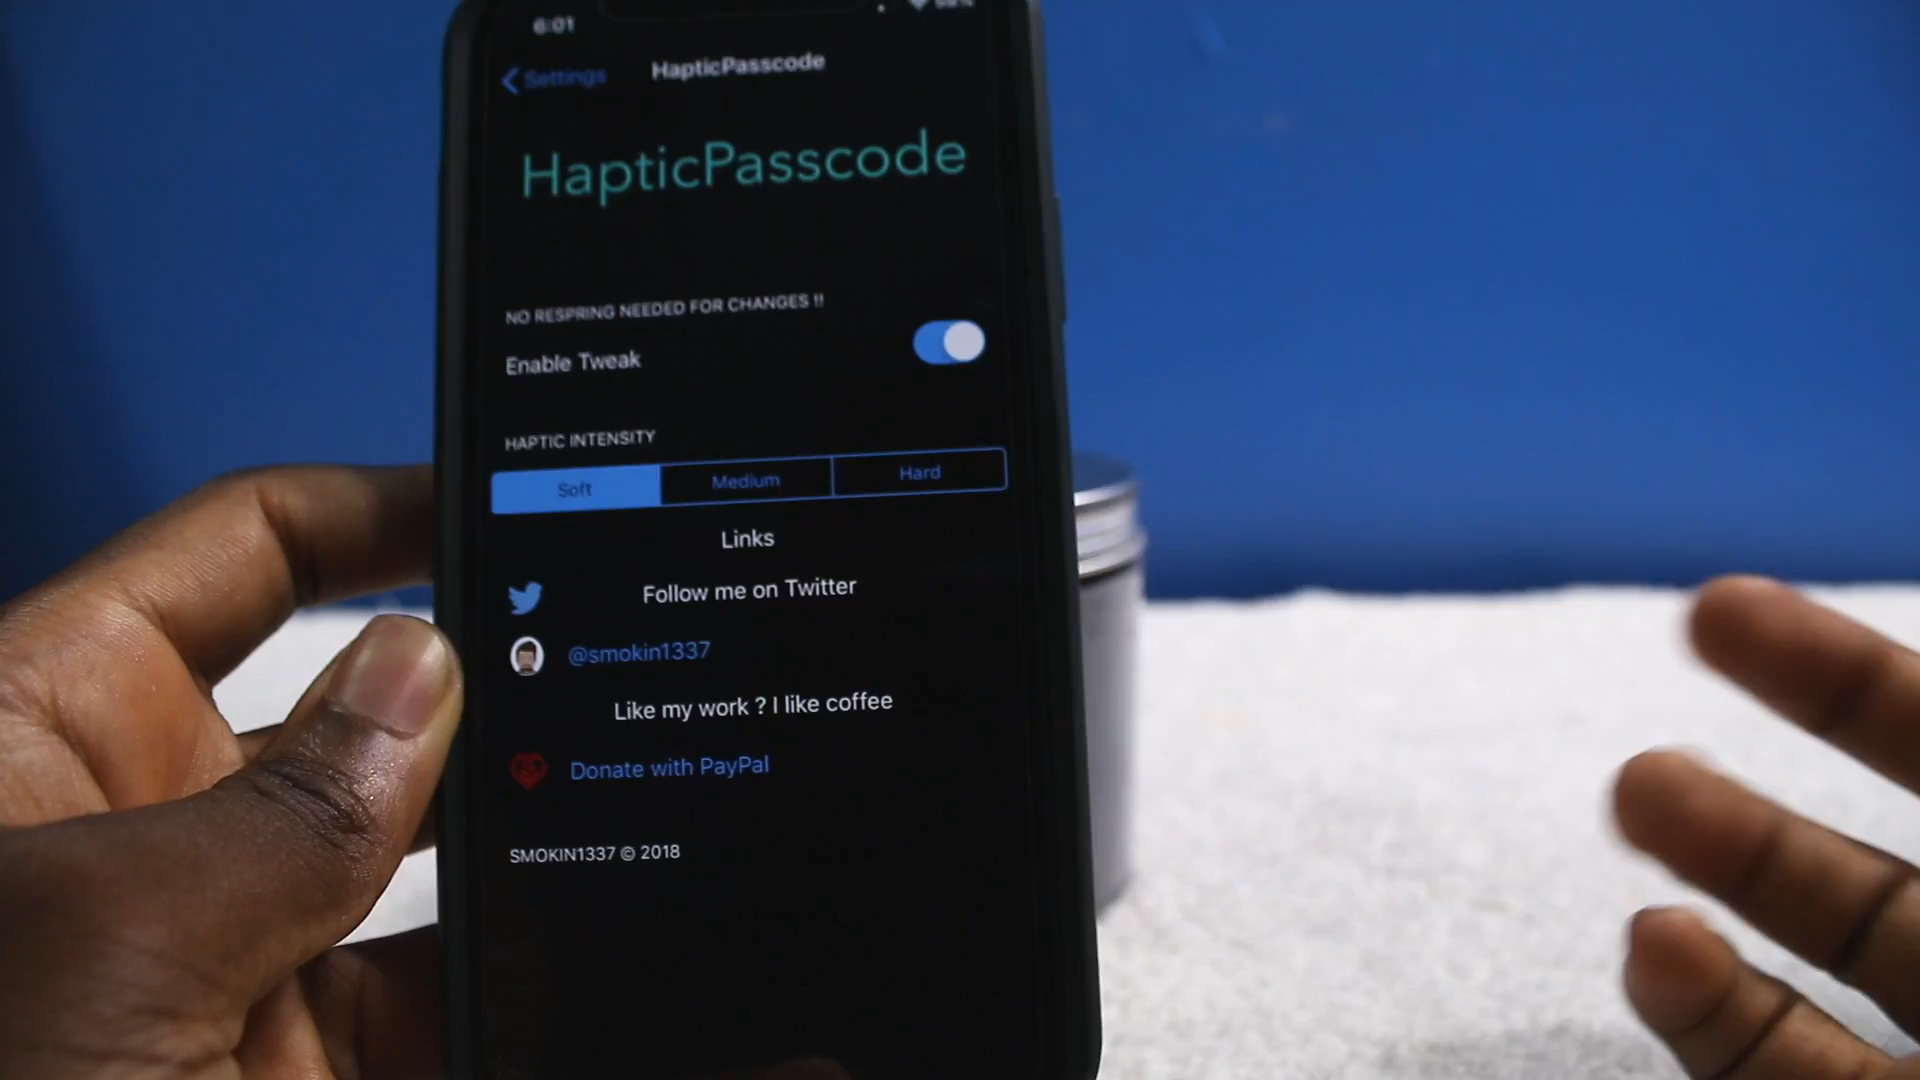 6:01
Settings
HapticPasscode
HapticPasscode
NO RESPRING NEEDED FOR CHANGES !!
Enable Tweak
HAPTIC INTENSITY
Soft Medium Hard
Links
Follow me on Twitter
@smokin1337
Like my work ? I like coffee
Donate with PayPal
SMOKIN1337 © 2018